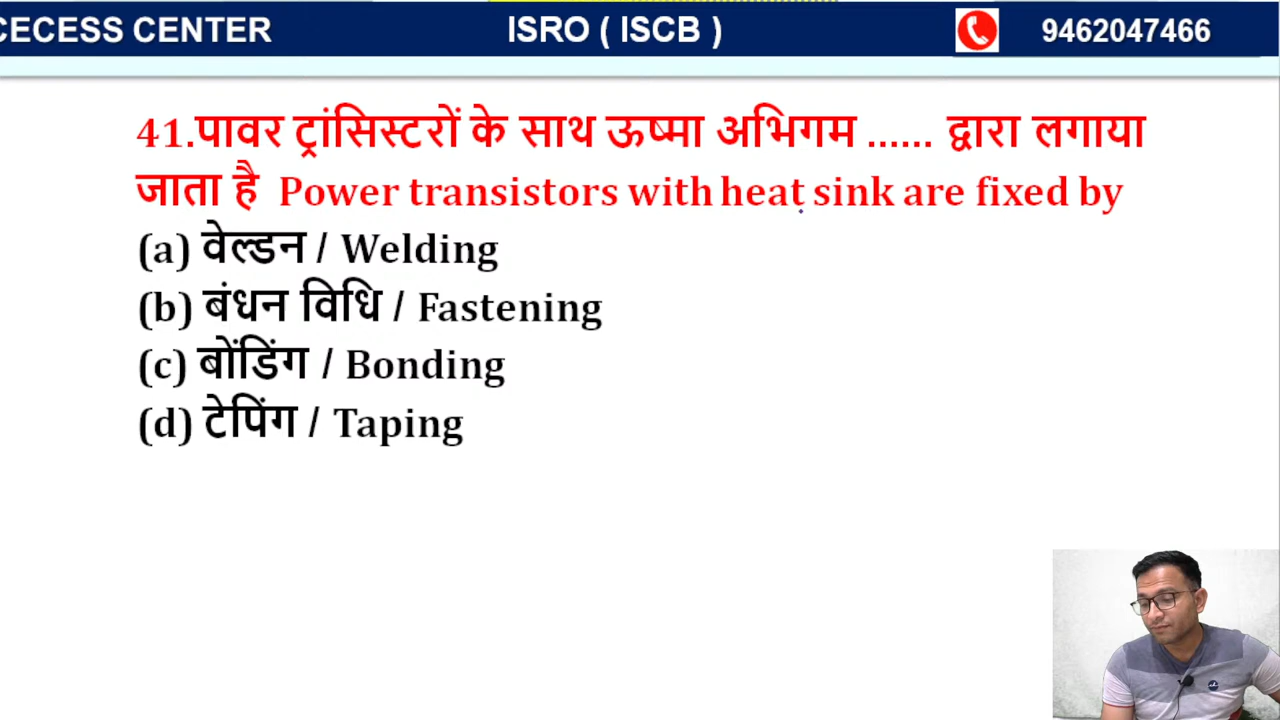 CECESS CENTER ISRO ( ISCB ) 9462047466
41.पावर ट्रांसिस्टरों के साथ ऊष्मा अभिगम ...... द्वारा लगाया
जाता है Power transistors with heat sink are fixed by
(a) वेल्डन / Welding
(b) बंधन विधि / Fastening
(c) बोंडिंग / Bonding
(d) टेपिंग / Taping